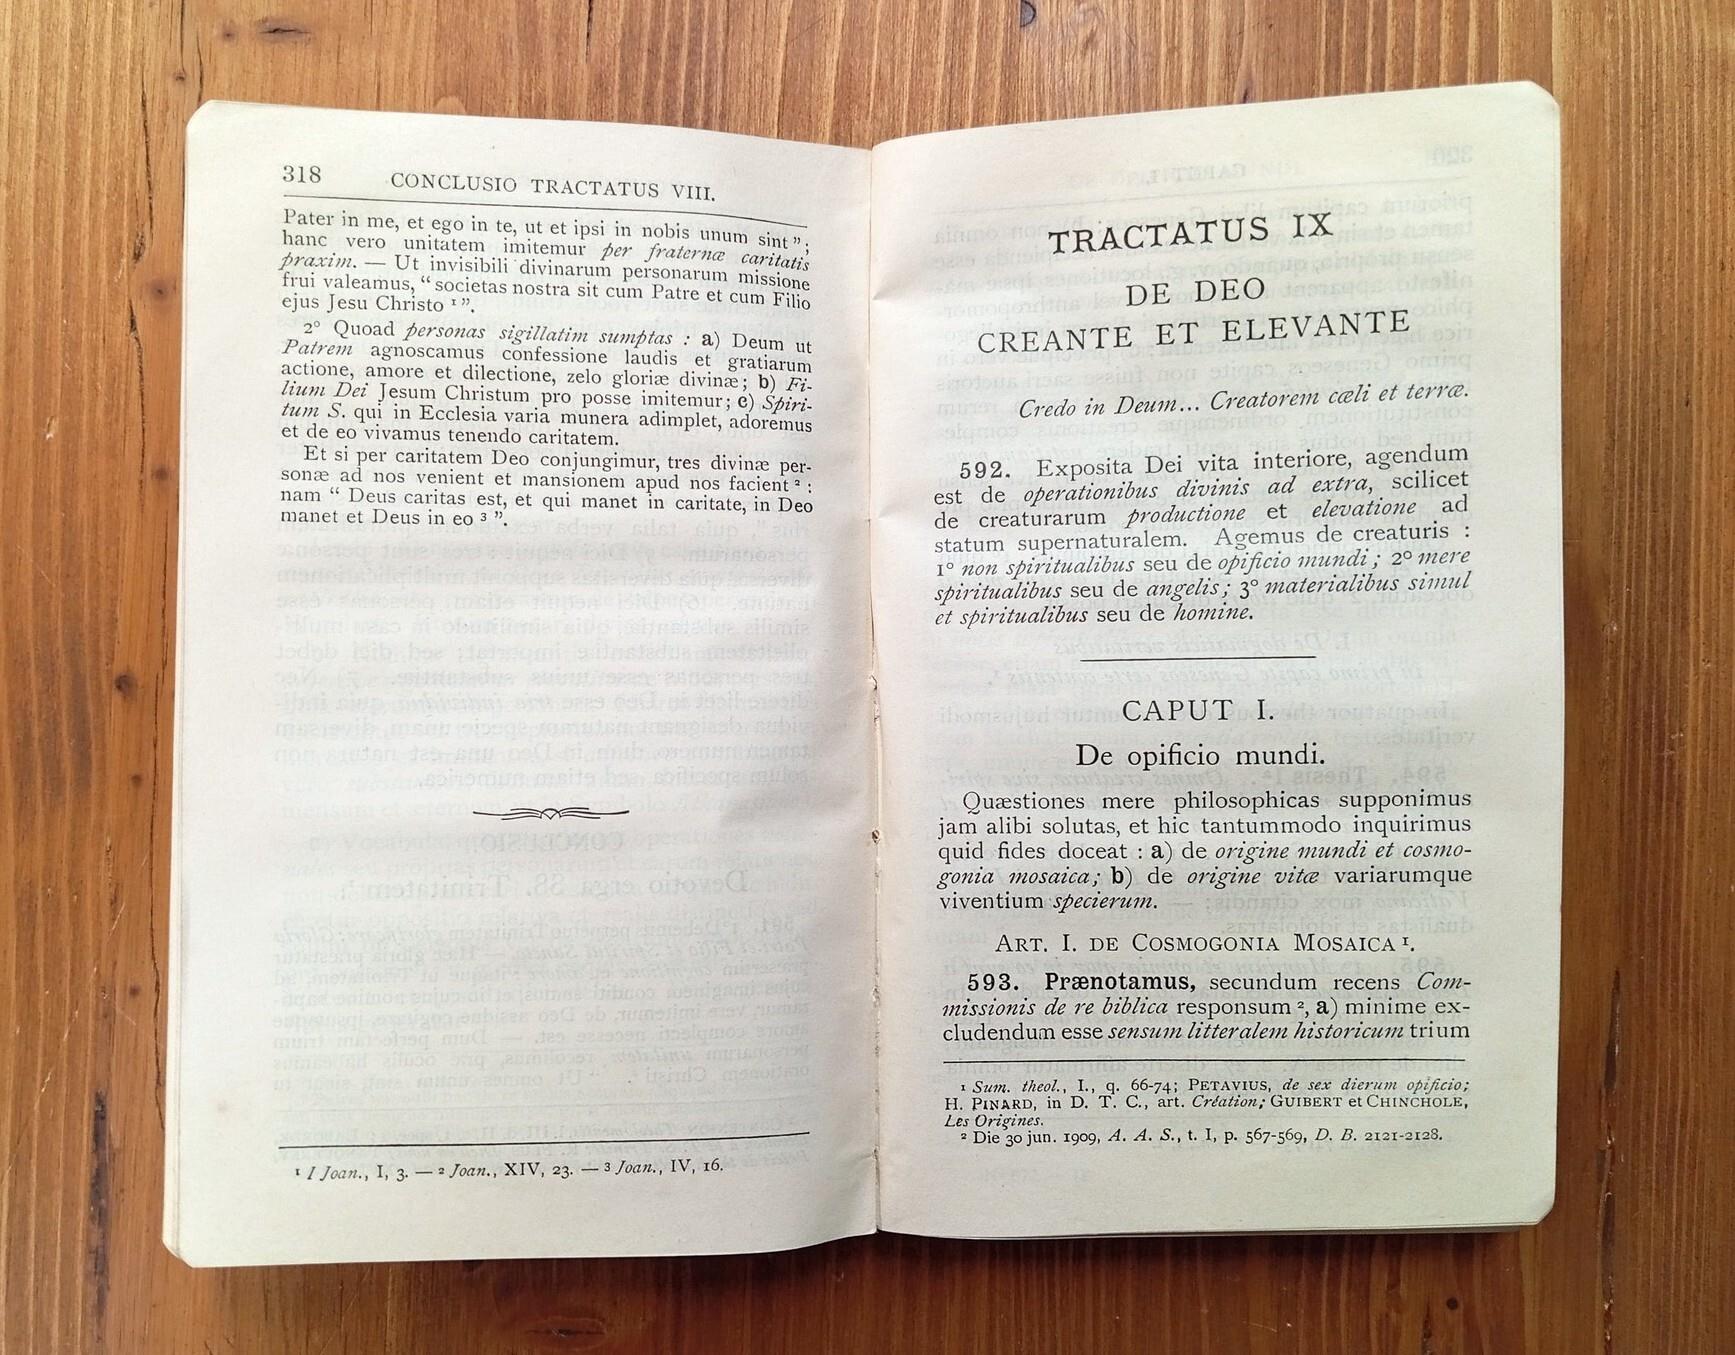 318 CONCLUSIO TRACTATUS VIII.
Pater in me, et ego in te, ut et ipsi in nobis unum sint ";
hanc vero unitatem imitemur per fraternæ caritatis
praxim. — Ut invisibili divinarum personarum missione
frui valeamus, " societas nostra sit cum Patre et cum Filio
ejus Jesu Christo ¹ ".
2° Quoad personas sigillatim sumptas : a) Deum ut
Patrem agnoscamus confessione laudis et gratiarum
actione, amore et dilectione, zelo gloriæ divinæ; b) Fi-
lium Dei Jesum Christum pro posse imitemur; c) Spiri-
tum S. qui in Ecclesia varia munera adimplet, adoremus
et de eo vivamus tenendo caritatem.
Et si per caritatem Deo conjungimur, tres divinæ per-
sonæ ad nos venient et mansionem apud nos facient ² :
nam " Deus caritas est, et qui manet in caritate, in Deo
manet et Deus in eo ³ ".
¹ I Joan., I, 3. — ² Joan., XIV, 23. — ³ Joan., IV, 16.
TRACTATUS IX
DE DEO
CREANTE ET ELEVANTE
Credo in Deum... Creatorem cæli et terræ.
592. Exposita Dei vita interiore, agendum
est de operationibus divinis ad extra, scilicet
de creaturarum productione et elevatione ad
statum supernaturalem. Agemus de creaturis :
1° non spiritualibus seu de opificio mundi; 2° mere
spiritualibus seu de angelis; 3° materialibus simul
et spiritualibus seu de homine.
CAPUT I.
De opificio mundi.
Quæstiones mere philosophicas supponimus
jam alibi solutas, et hic tantummodo inquirimus
quid fides doceat : a) de origine mundi et cosmo-
gonia mosaica; b) de origine vitæ variarumque
viventium specierum.
ART. I. DE COSMOGONIA MOSAICA ¹.
593. Prænotamus, secundum recens Com-
missionis de re biblica responsum ², a) minime ex-
cludendum esse sensum litteralem historicum trium
¹ Sum. theol., I., q. 66-74; PETAVIUS, de sex dierum opificio;
H. PINARD, in D. T. C., art. Création; GUIBERT et CHINCHOLE,
Les Origines.
² Die 30 jun. 1909, A. A. S., t. I, p. 567-569, D. B. 2121-2128.